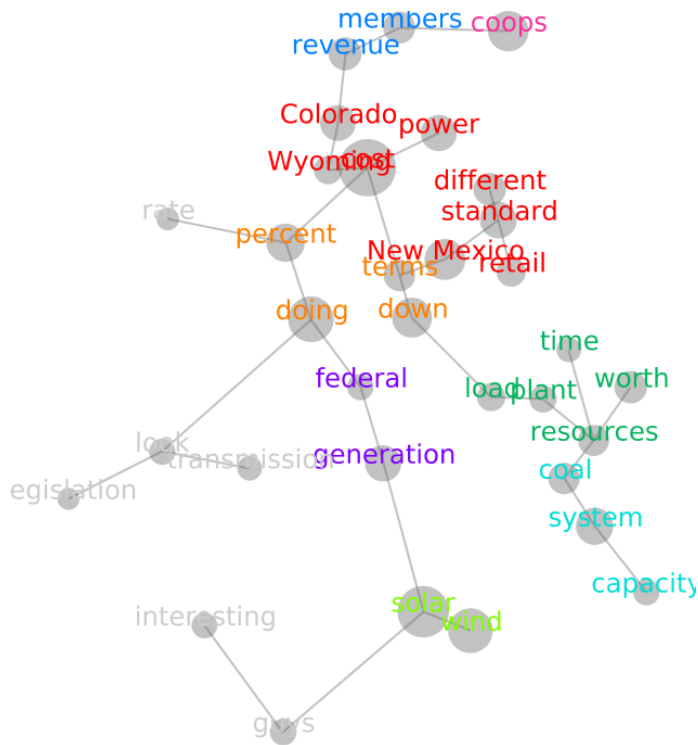 members
coops
revenue
Colorado
power
Wyoming
cost
different
rate
standard
percent
New Mexico
retail
terms
doing
down
time
federal
load
plant
worth
look
resources
transmission
generation
coal
egislation
system
capacity
solar
interesting
wind
guys